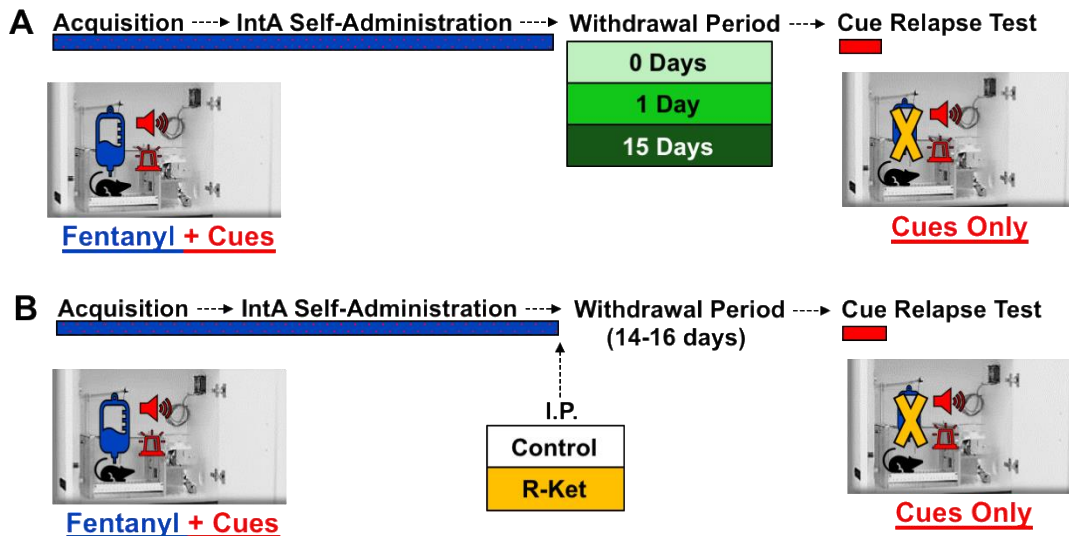 A
Acquisition IntA Self-Administration Withdrawal Period Cue Relapse Test
0 Days
1 Day
15 Days
Fentanyl + Cues
Cues Only
B
Acquisition IntA Self-Administration Withdrawal Period Cue Relapse Test
(14-16 days)
I.P.
Control
R-Ket
Fentanyl + Cues
Cues Only